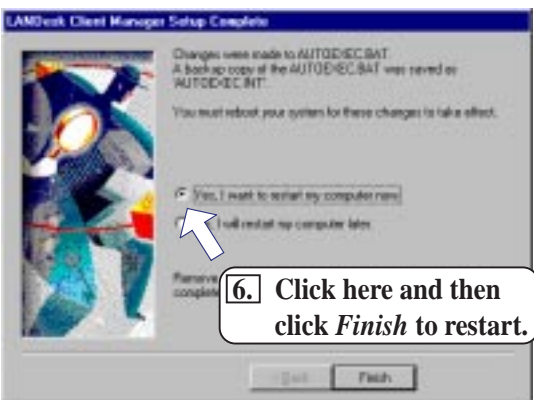 LANDesk Client Manager Setup Complete
Changes were made to AUTOEXEC.BAT.
A backup copy of the AUTOEXEC.BAT was saved as
'AUTOEXEC.INT'.
You must reboot your system for these changes to take effect.
Yes, I want to restart my computer now.
I will restart my computer later.
Remove
complete
6. Click here and then
click Finish to restart.
< Back
Finish